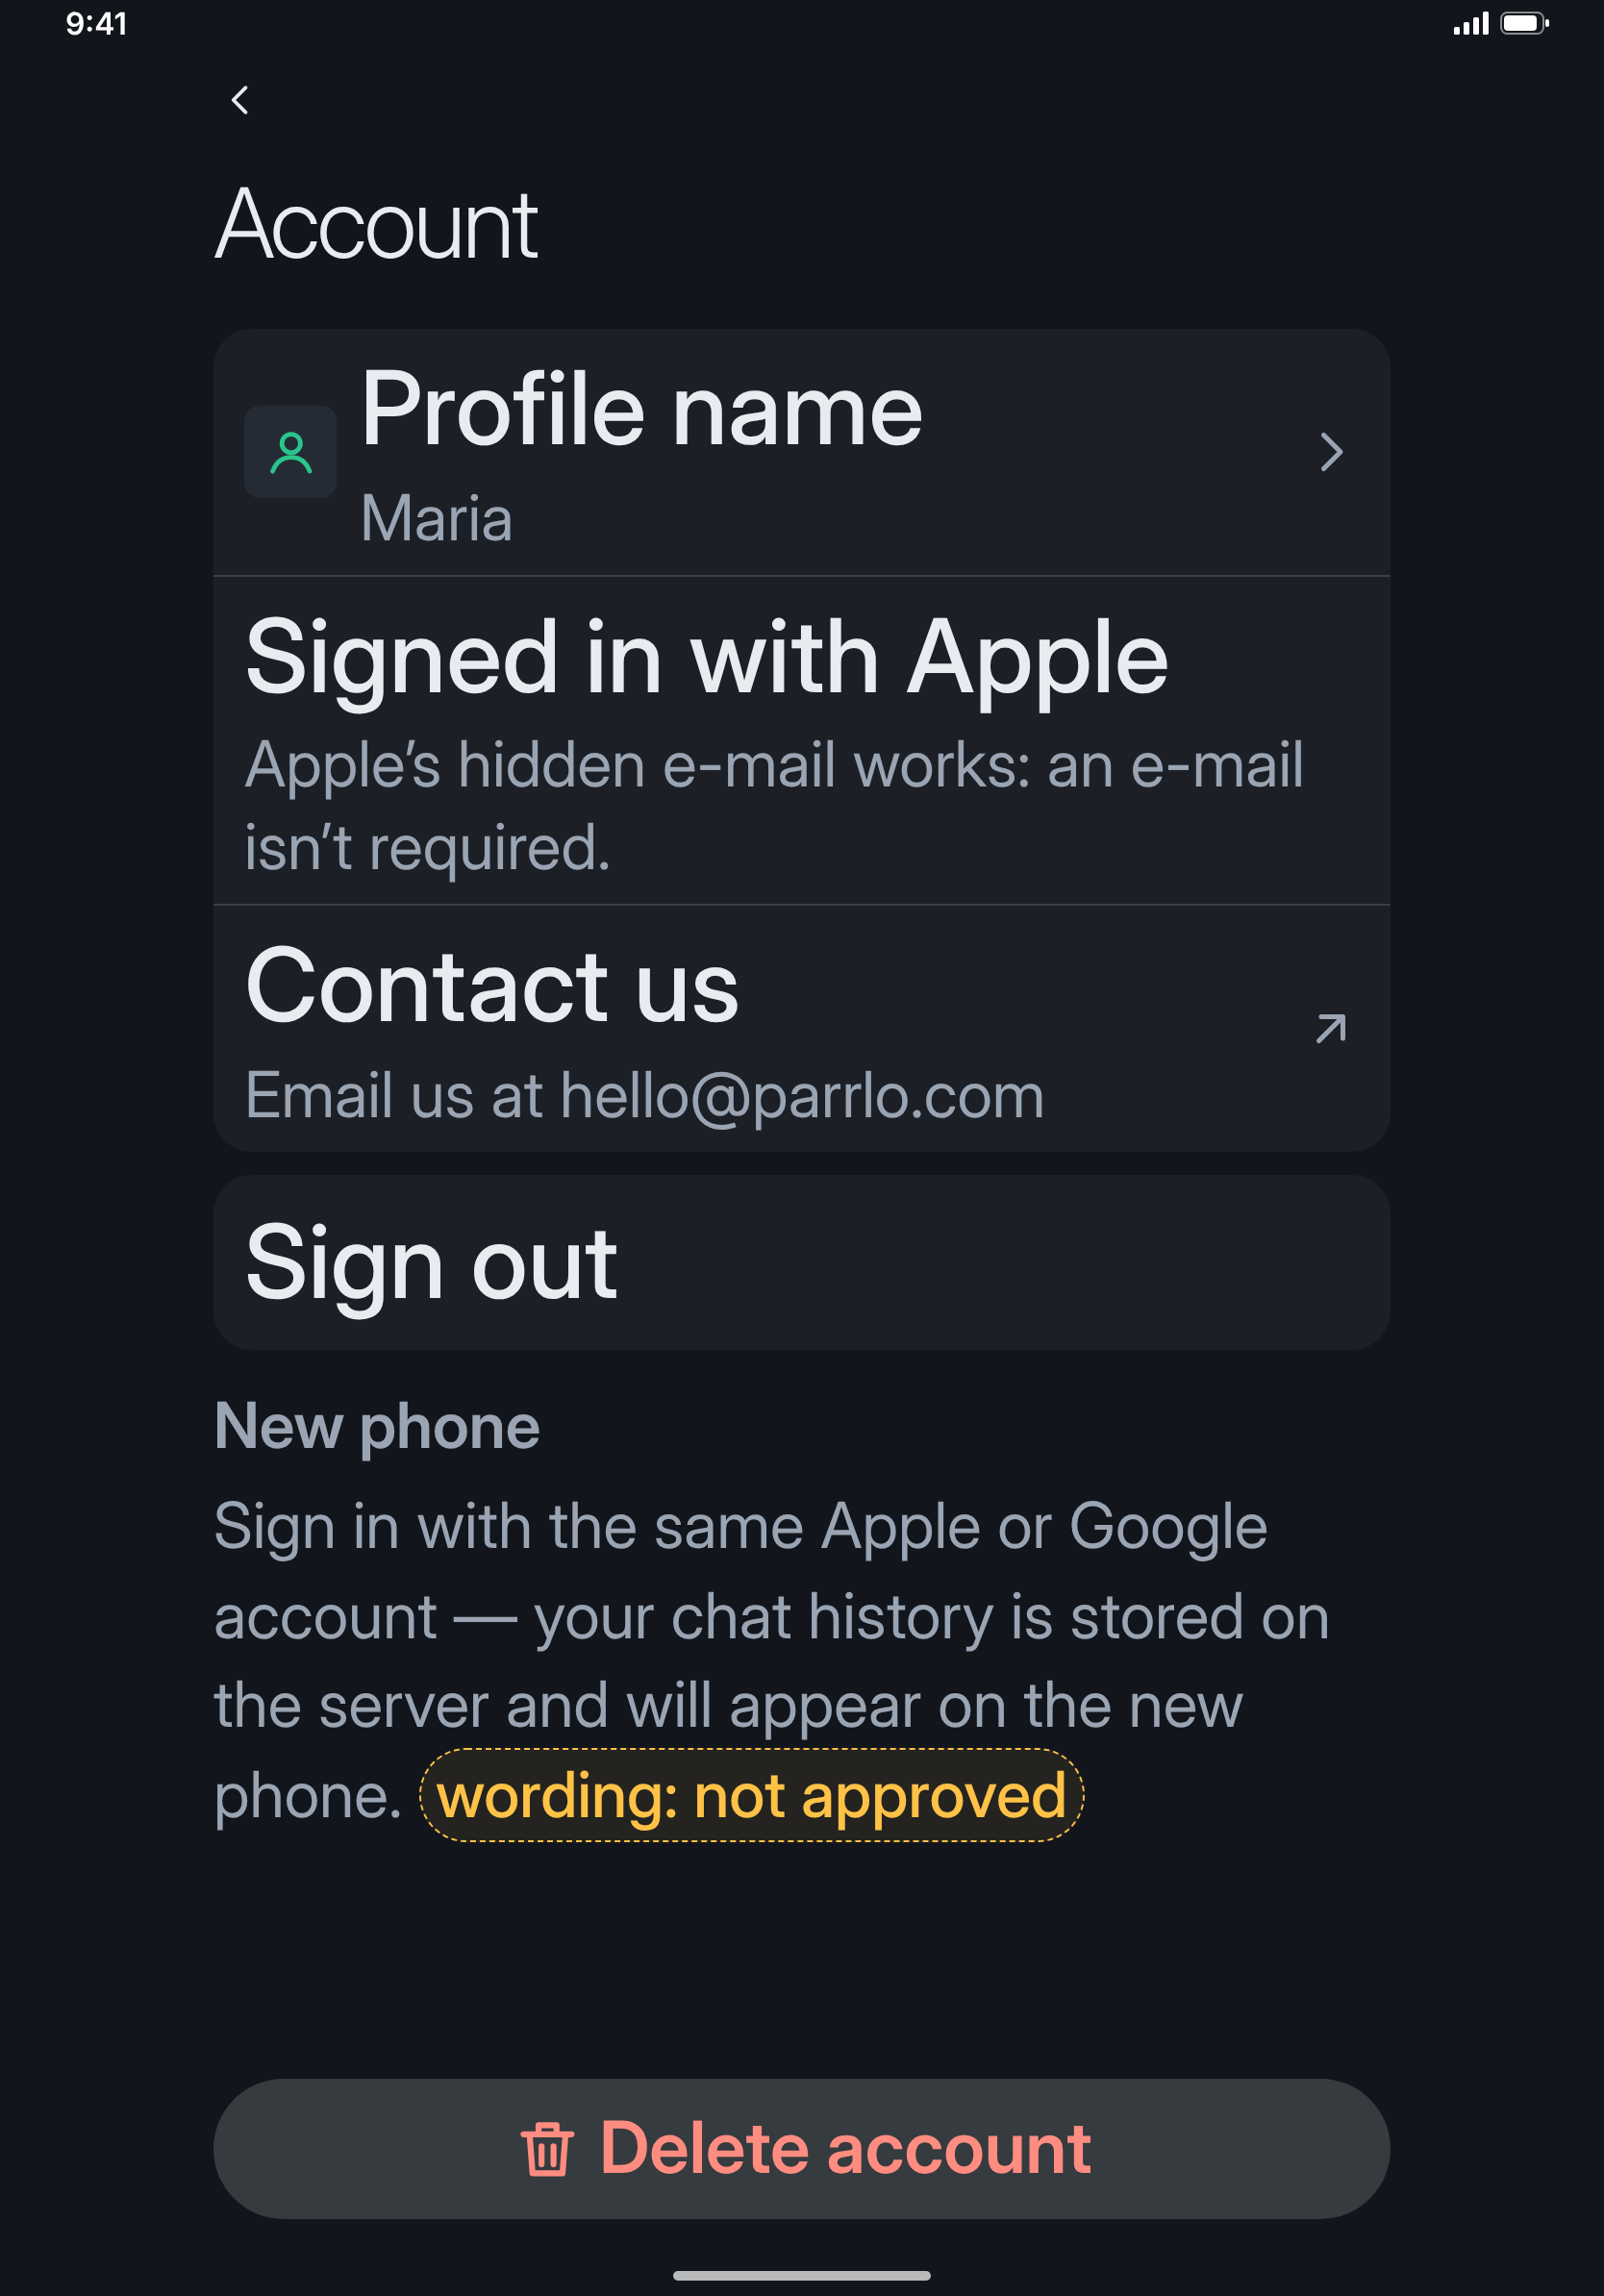 9:41
Account
Profile name
Maria
Signed in with Apple
Apple’s hidden e-mail works: an e-mail
isn’t required.
Contact us
Email us at hello@parrlo.com
Sign out
New phone
Sign in with the same Apple or Google
account — your chat history is stored on
the server and will appear on the new
phone. wording: not approved
Delete account